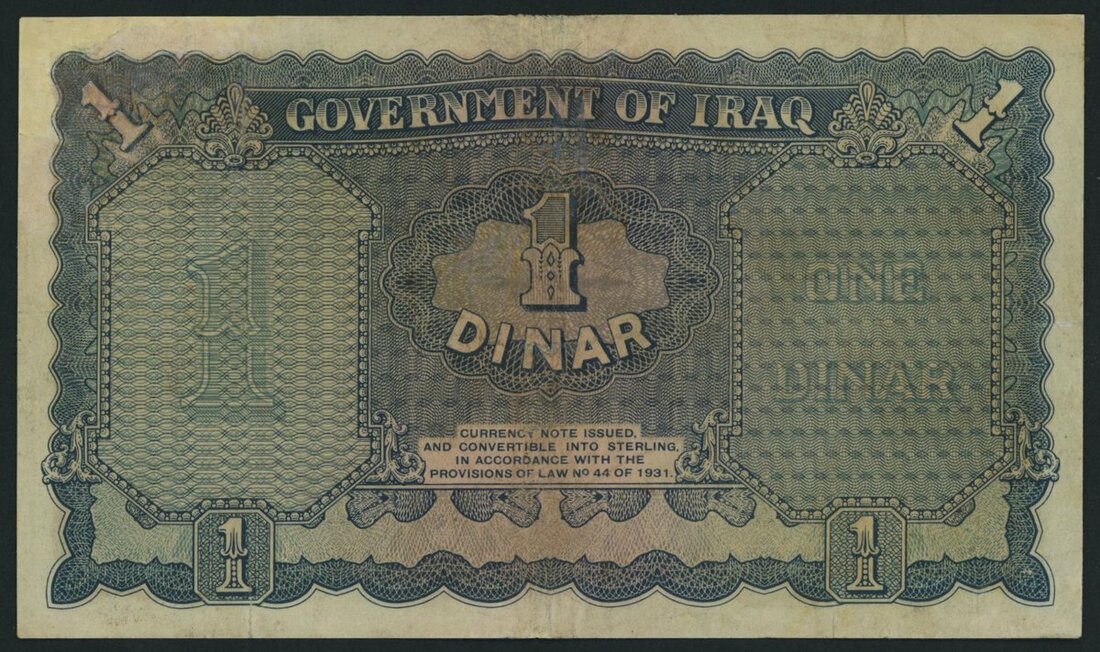 1 GOVERNMENT OF IRAQ 1
1
1
ONE
DINAR
DINAR
CURRENCY NOTE ISSUED,
AND CONVERTIBLE INTO STERLING,
IN ACCORDANCE WITH THE
PROVISIONS OF LAW No 44 OF 1931.
1 1